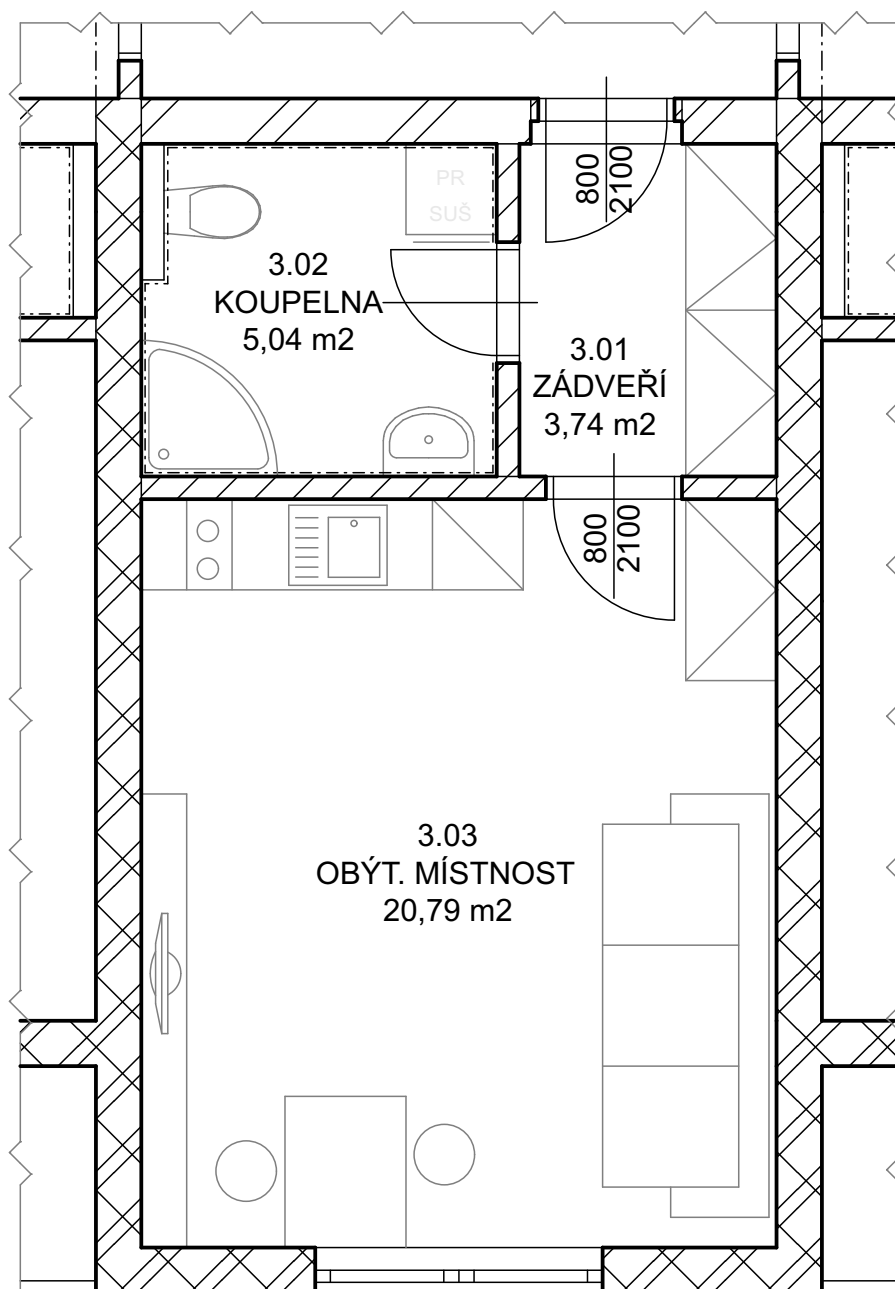 800
2100
PR
SUŠ
3.02
KOUPELNA
5,04 m2
3.01
ZÁDVEŘÍ
3,74 m2
800
2100
3.03
OBÝT. MÍSTNOST
20,79 m2